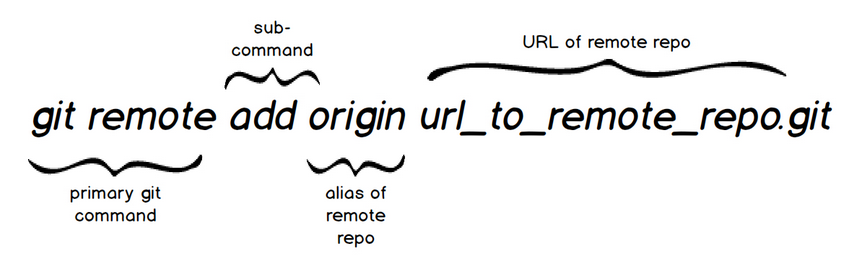 sub-
command
URL of remote repo
git remote add origin url_to_remote_repo.git
primary git
command
alias of
remote
repo